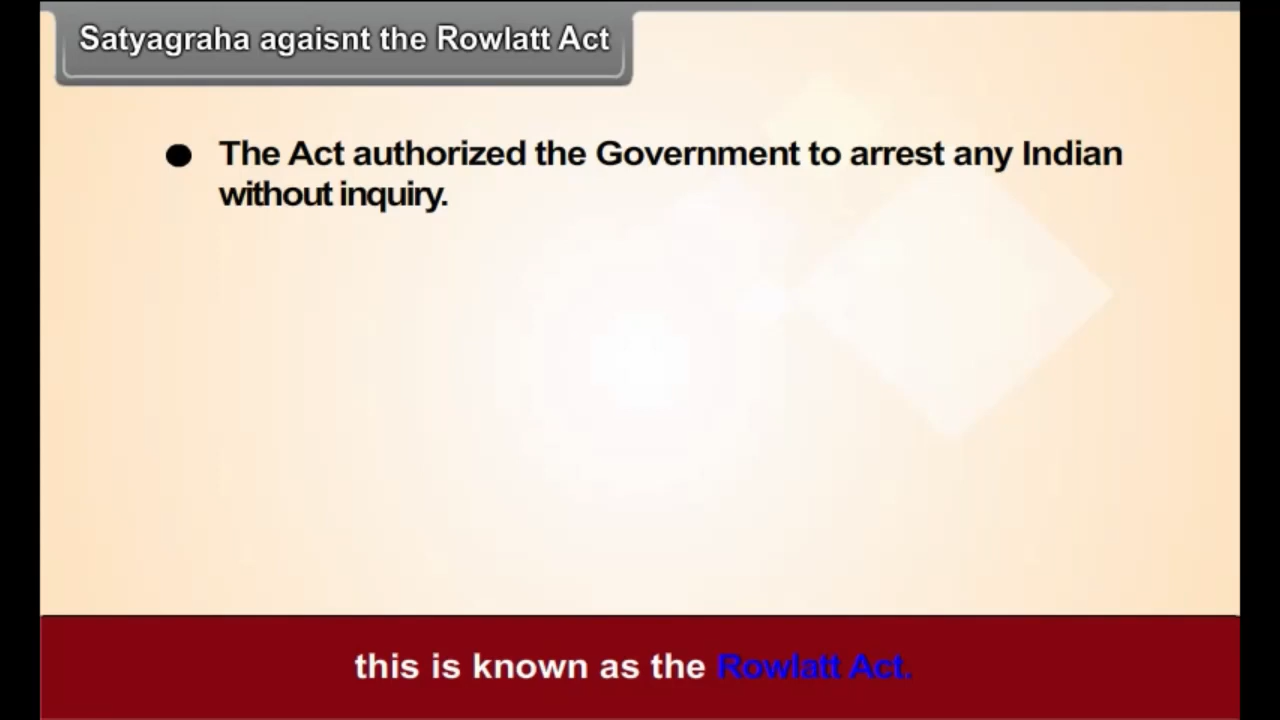 Satyagraha agaisnt the Rowlatt Act
● The Act authorized the Government to arrest any Indian
without inquiry.
this is known as the Rowlatt Act.